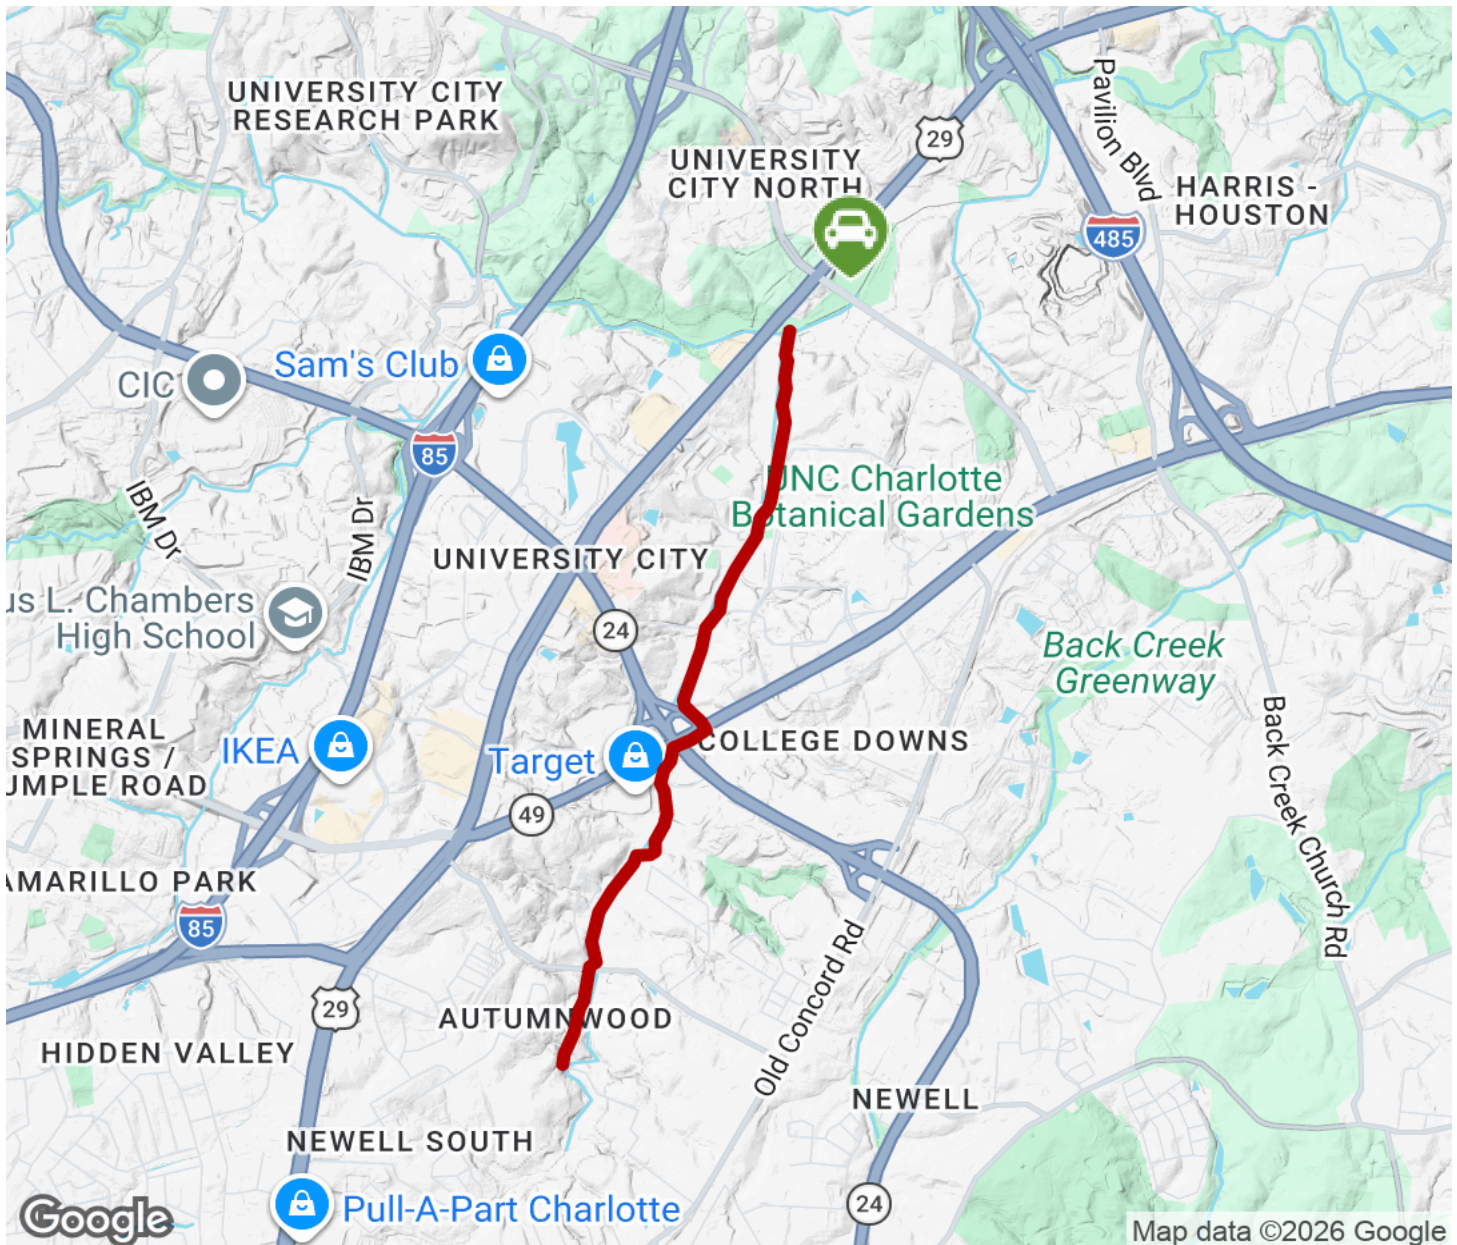 UNIVERSITY CITY
RESEARCH PARK
29
Pavilion Blvd
UNIVERSITY
CITY NORTH
HARRIS -
HOUSTON
485
Sam's Club
CIC
85
IBM Dr
IBM Dr
UNC Charlotte
Botanical Gardens
UNIVERSITY CITY
us L. Chambers
High School
24
Back Creek
Greenway
MINERAL
SPRINGS /
UMPLE ROAD
IKEA
Target
COLLEGE DOWNS
Back Creek Church Rd
49
AMARILLO PARK
85
Old Concord Rd
29
AUTUMNWOOD
HIDDEN VALLEY
NEWELL
NEWELL SOUTH
Pull-A-Part Charlotte
24
Google
Map data ©2026 Google